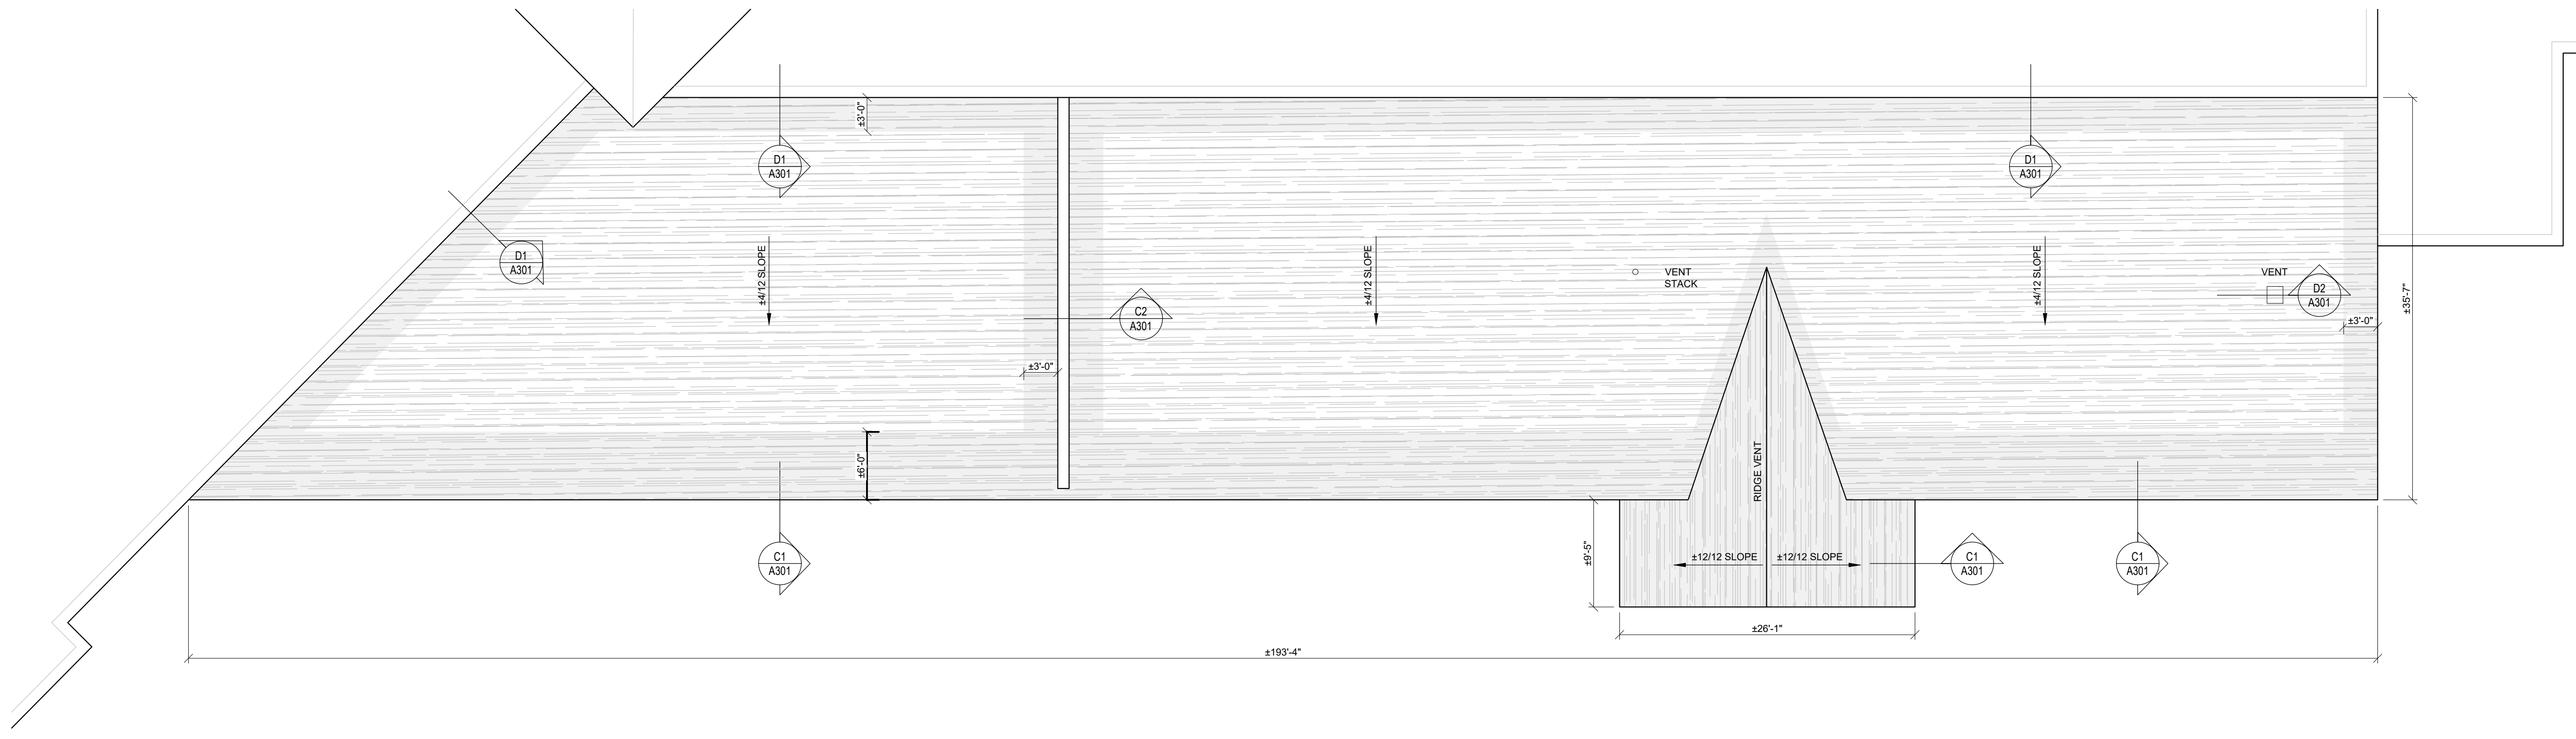 ±3'-0"
D1
A301
D1
A301
D1
A301
±4/12 SLOPE
±4/12 SLOPE
VENT
STACK
±4/12 SLOPE
VENT
D2
A301
±35'-7"
C2
A301
±3'-0"
±3'-0"
±6'-0"
RIDGE VENT
C1
A301
±9'-5"
±12/12 SLOPE
±12/12 SLOPE
C1
A301
C1
A301
±26'-1"
±193'-4"